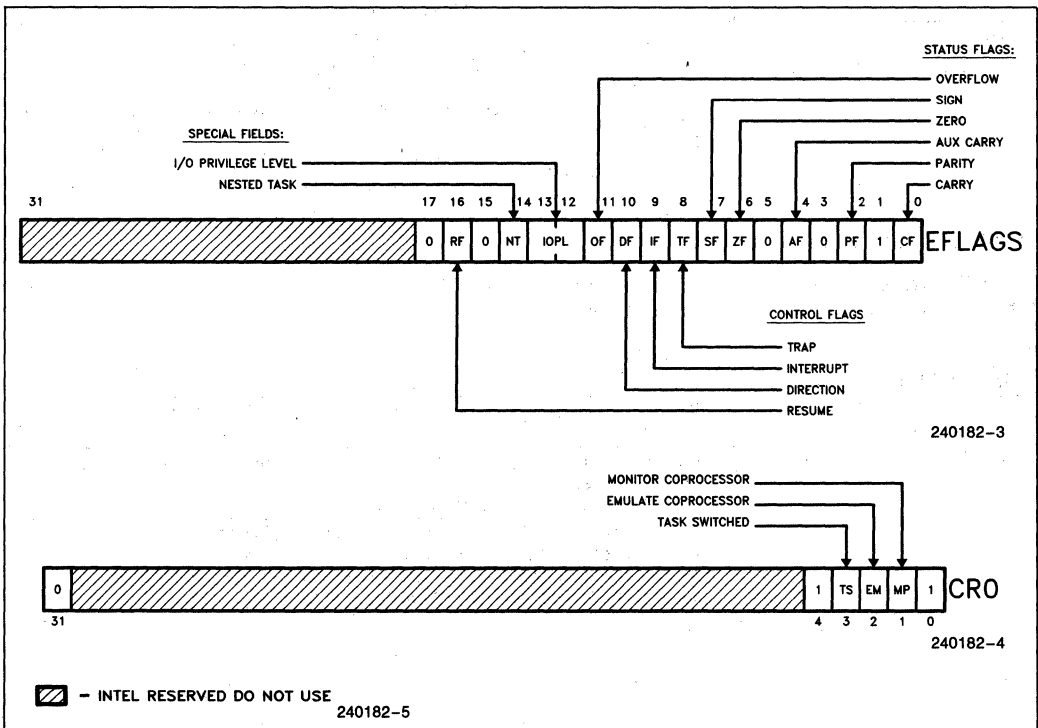 STATUS FLAGS:
OVERFLOW
SIGN
ZERO
AUX CARRY
PARITY
CARRY
SPECIAL FIELDS:
I/O PRIVILEGE LEVEL
NESTED TASK
31 17 16 15 14 13 12 11 10 9 8 7 6 5 4 3 2 1 0
0 RF 0 NT IOPL OF DF IF TF SF ZF 0 AF 0 PF 1 CF EFLAGS
CONTROL FLAGS
TRAP
INTERRUPT
DIRECTION
RESUME
240182-3
MONITOR COPROCESSOR
EMULATE COPROCESSOR
TASK SWITCHED
0 1 TS EM MP 1 CR0
31 4 3 2 1 0
240182-4
- INTEL RESERVED DO NOT USE
240182-5